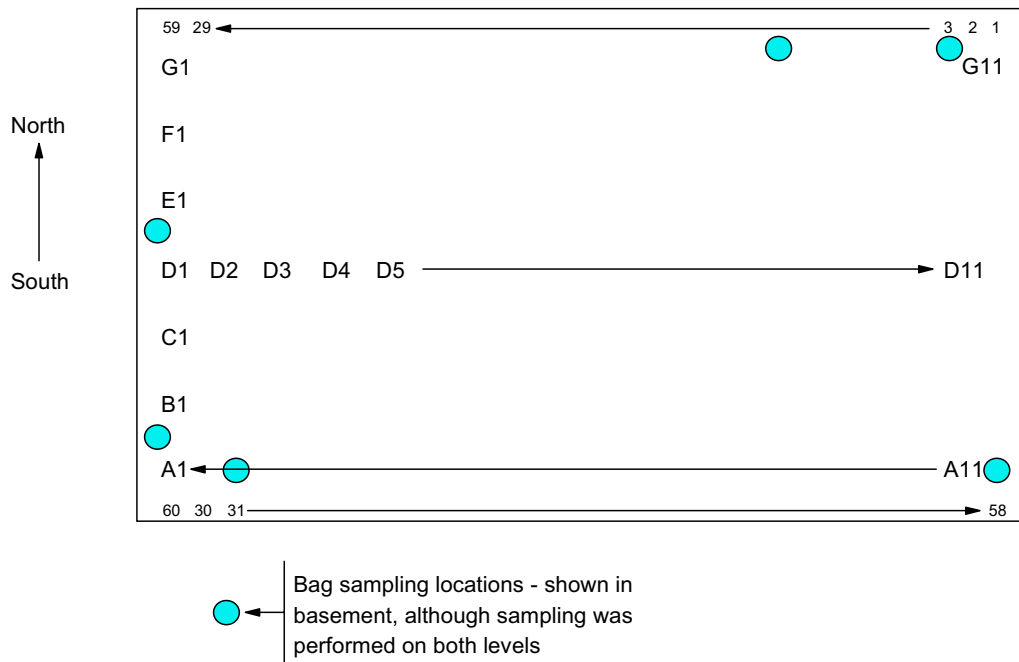 59 29 3 2 1
G1 G11
North
F1
E1
South
D1 D2 D3 D4 D5 D11
C1
B1
A1 A11
60 30 31 58
Bag sampling locations - shown in
basement, although sampling was
performed on both levels